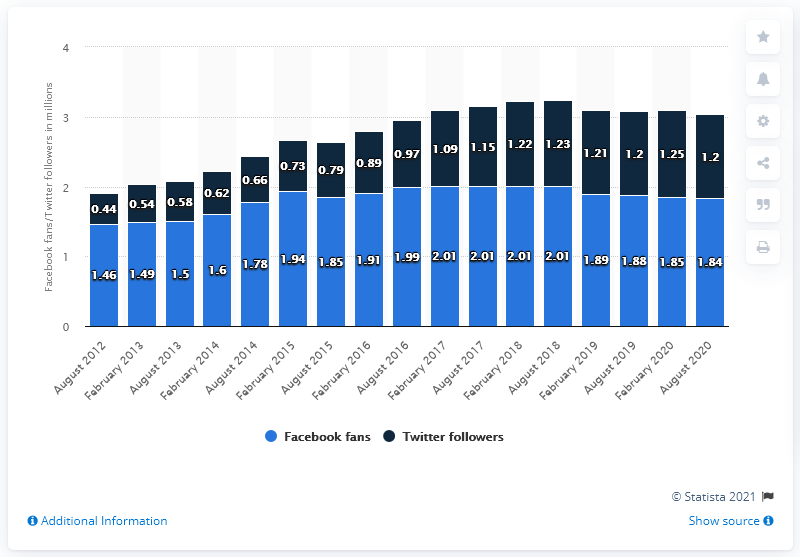 Facebook fans/Twitter followers in millions
4
3
2
1
0
0.44 0.54 0.58 0.62 0.66 0.73 0.79 0.89 0.97 1.09 1.15 1.22 1.23 1.21 1.2 1.25 1.2
1.46 1.49 1.5 1.6 1.78 1.94 1.85 1.91 1.99 2.01 2.01 2.01 2.01 1.89 1.88 1.85 1.84
August 2012
February 2013
August 2013
February 2014
August 2014
February 2015
August 2015
February 2016
August 2016
February 2017
August 2017
February 2018
August 2018
February 2019
August 2019
February 2020
August 2020
Facebook fans Twitter followers
© Statista 2021
Additional Information Show source